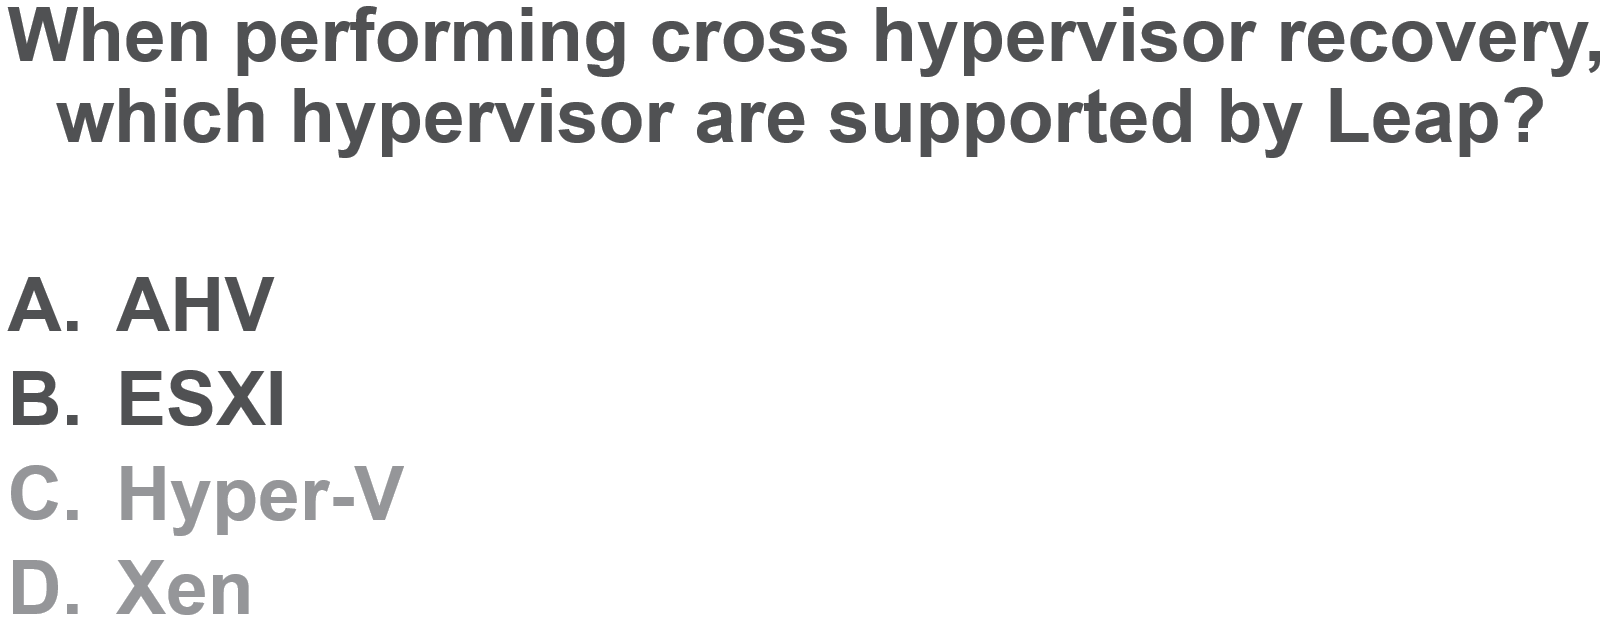 When performing cross hypervisor recovery,
which hypervisor are supported by Leap?
A. AHV
B. ESXI
C. Hyper-V
D. Xen